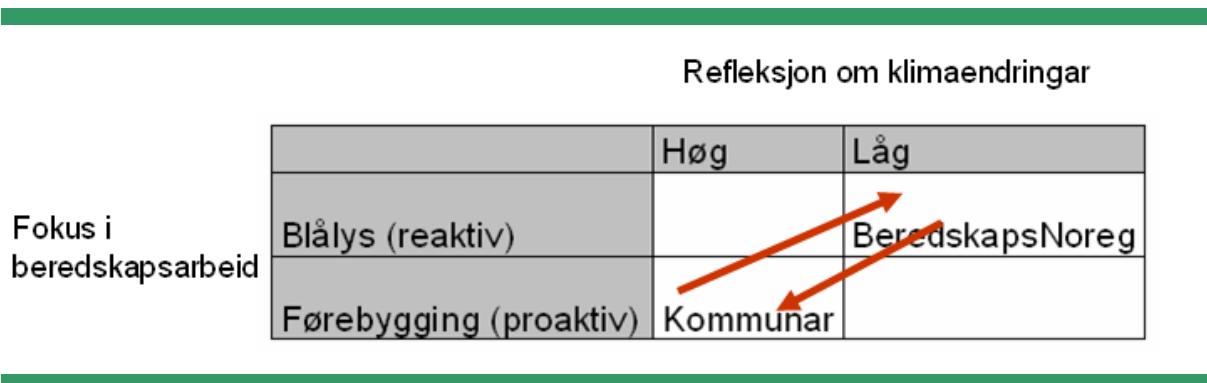 Refleksjon om klimaendringar
Høg Låg
Fokus i
beredskapsarbeid
Blålys (reaktiv) BeredskapsNoreg
Førebygging (proaktiv) Kommunar